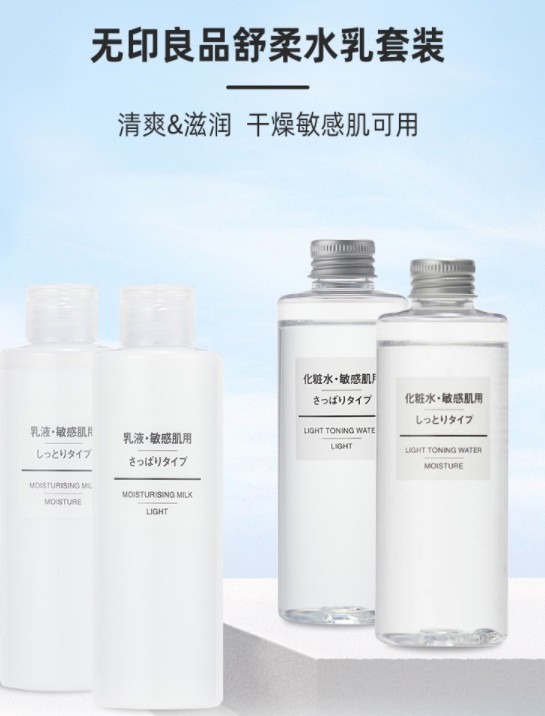 无印良品舒柔水乳套装
清爽&滋润 干燥敏感肌可用
乳液・敏感肌用
しっとりタイプ
MOISTURISING MILK
MOISTURE
乳液・敏感肌用
さっぱりタイプ
MOISTURISING MILK
LIGHT
化粧水・敏感肌用
さっぱりタイプ
LIGHT TONING WATER
LIGHT
化粧水・敏感肌用
しっとりタイプ
LIGHT TONING WATER
MOISTURE